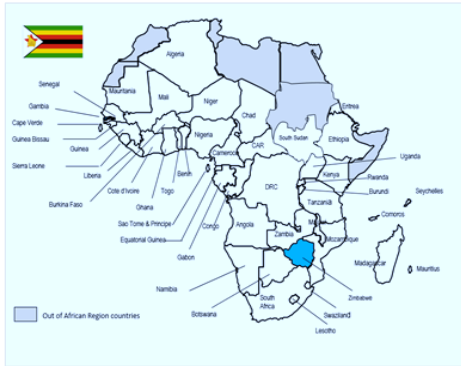 Algeria
Senegal
Mauritania
Mali
Niger
Chad
Eritrea
Gambia
Cape Verde
Guinea Bissau
Guinea
Nigeria
South Sudan
Ethiopia
Sierra Leone
Cameroon
CAR
Uganda
Liberia
Benin
Kenya
Rwanda
Burkina Faso
Cote d'Ivoire
Togo
DRC
Burundi
Ghana
Tanzania
Seychelles
Sao Tome & Principe
Congo
Comoros
Equatorial Guinea
Angola
Zambia
Mozambique
Gabon
Madagascar
Mauritius
Namibia
Zimbabwe
Botswana
South
Africa
Swaziland
Lesotho
Out of African Region countries